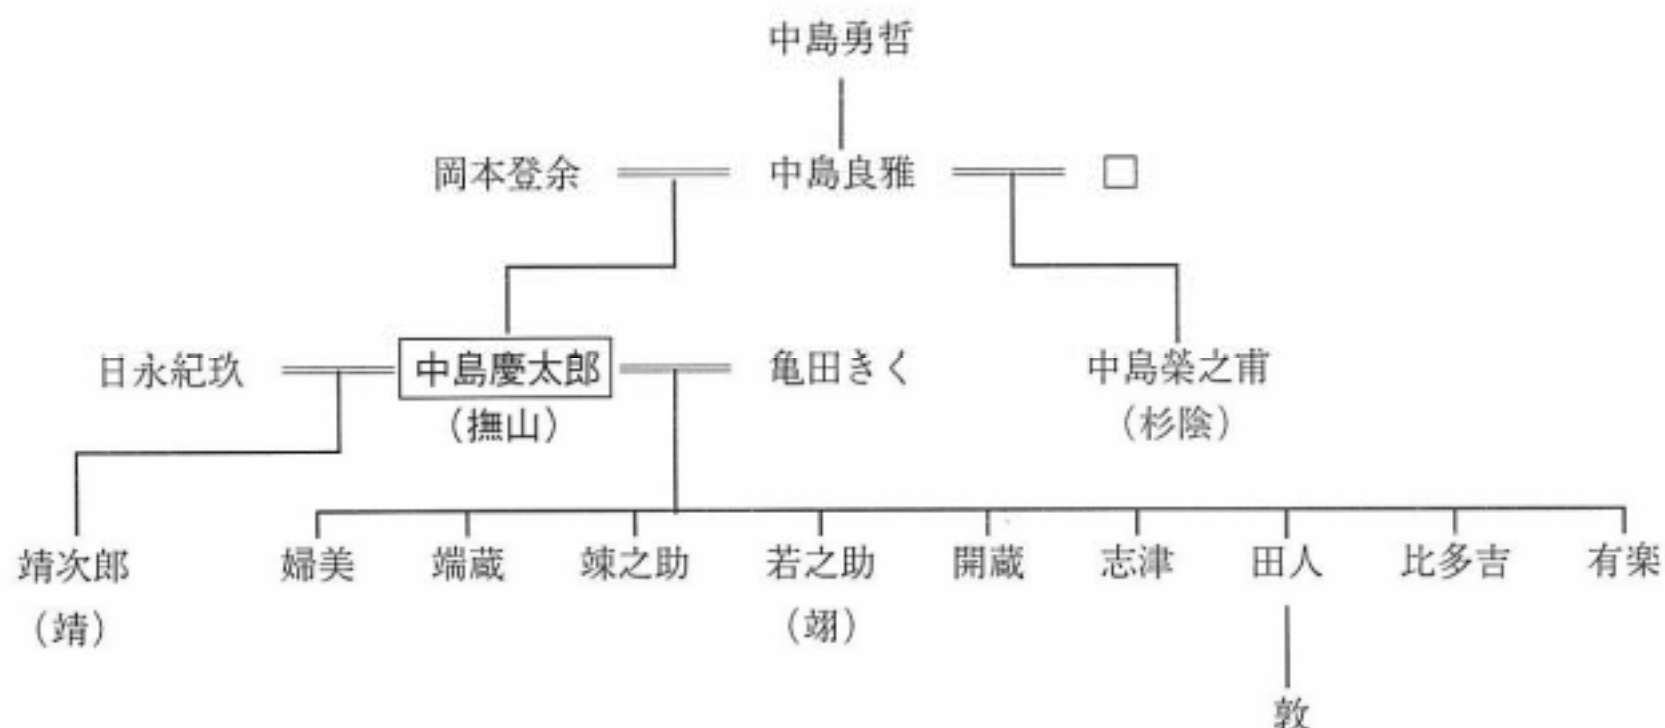 中島勇哲
岡本登余 中島良雅 □
日永紀玖 中島慶太郎 亀田きく 中島榮之甫
(撫山) (杉陰)
靖次郎 婦美 端蔵 竦之助 若之助 開蔵 志津 田人 比多吉 有楽
(靖) (翊)
敦